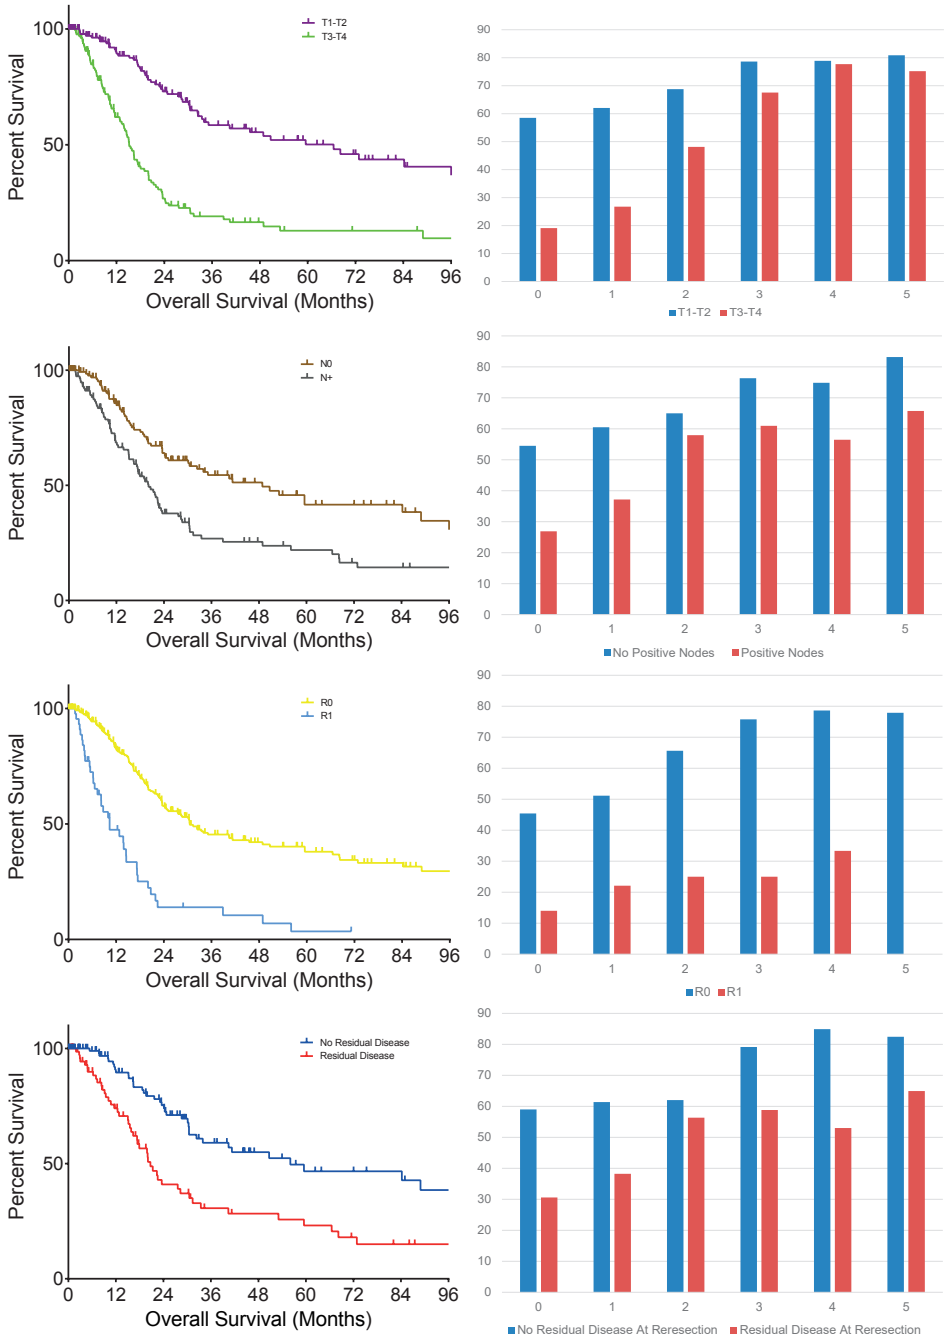 T1-T2
T3-T4
100
50
0
Percent Survival
0 12 24 36 48 60 72 84 96
Overall Survival (Months)
90
80
70
60
50
40
30
20
10
0
0 1 2 3 4 5
T1-T2 T3-T4
N0
N+
100
50
0
Percent Survival
0 12 24 36 48 60 72 84 96
Overall Survival (Months)
90
80
70
60
50
40
30
20
10
0
0 1 2 3 4 5
No Positive Nodes Positive Nodes
R0
R1
100
50
0
Percent Survival
0 12 24 36 48 60 72 84 96
Overall Survival (Months)
90
80
70
60
50
40
30
20
10
0
0 1 2 3 4 5
R0 R1
No Residual Disease
Residual Disease
100
50
0
Percent Survival
0 12 24 36 48 60 72 84 96
Overall Survival (Months)
90
80
70
60
50
40
30
20
10
0
0 1 2 3 4 5
No Residual Disease At Reresection Residual Disease At Reresection